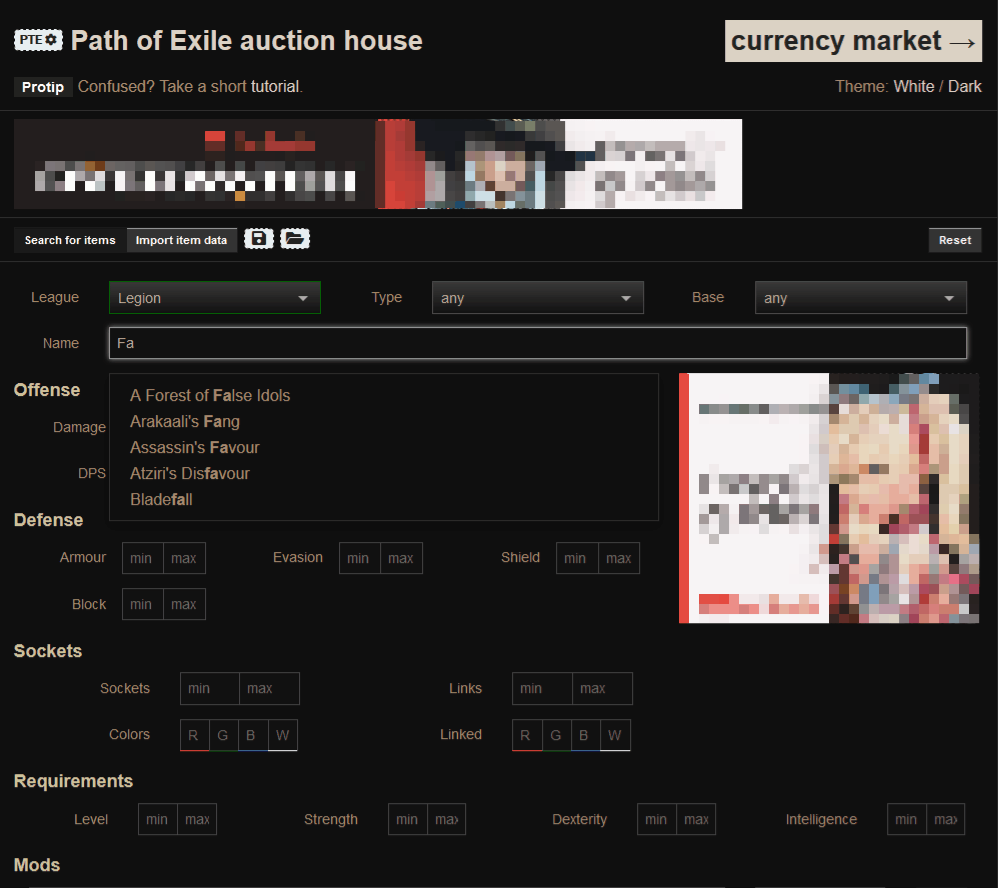 PTE Path of Exile auction house currency market →
Protip Confused? Take a short tutorial. Theme: White / Dark
Search for items Import item data Reset
League Legion Type any Base any
Name Fa
Offense
A Forest of False Idols
Damage
Arakaali's Fang
Assassin's Favour
DPS
Atziri's Disfavour
Bladefall
Defense
Armour min max Evasion min max Shield min max
Block min max
Sockets
Sockets min max Links min max
Colors R G B W Linked R G B W
Requirements
Level min max Strength min max Dexterity min max Intelligence min max
Mods